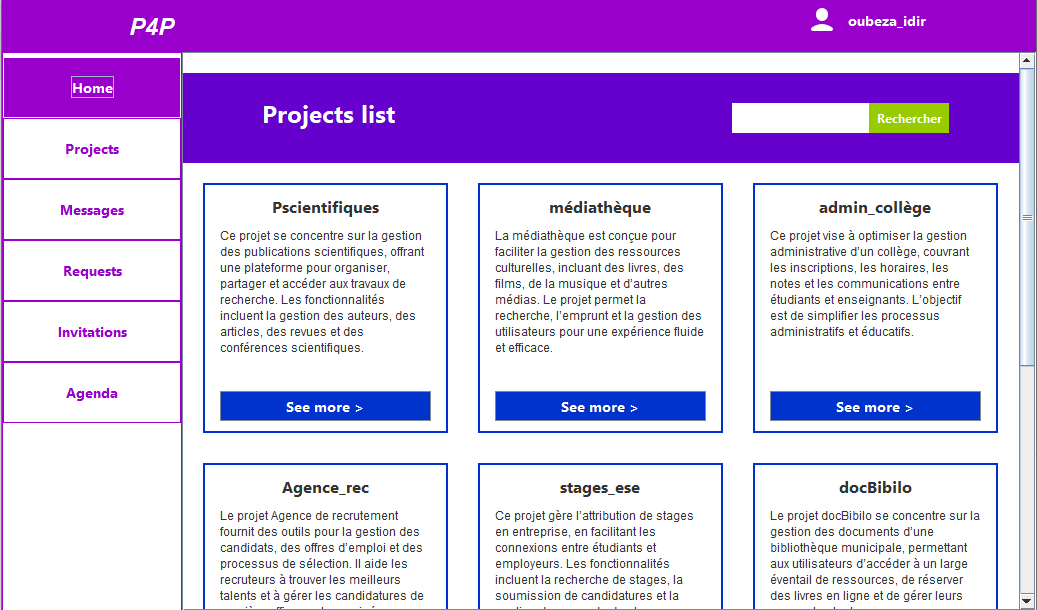 P4P
oubeza_idir
Home
Projects
Messages
Requests
Invitations
Agenda
Projects list
Rechercher
Pscientifiques
Ce projet se concentre sur la gestion
des publications scientifiques, offrant
une plateforme pour organiser,
partager et accéder aux travaux de
recherche. Les fonctionnalités
incluent la gestion des auteurs, des
articles, des revues et des
conférences scientifiques.
See more >
médiathèque
La médiathèque est conçue pour
faciliter la gestion des ressources
culturelles, incluant des livres, des
films, de la musique et d'autres
médias. Le projet permet la
recherche, l'emprunt et la gestion des
utilisateurs pour une expérience fluide
et efficace.
See more >
admin_collège
Ce projet vise à optimiser la gestion
administrative d'un collège, couvrant
les inscriptions, les horaires, les
notes et les communications entre
étudiants et enseignants. L'objectif
est de simplifier les processus
administratifs et éducatifs.
See more >
Agence_rec
Le projet Agence de recrutement
fournit des outils pour la gestion des
candidats, des offres d'emploi et des
processus de sélection. Il aide les
recruteurs à trouver les meilleurs
talents et à gérer les candidatures de
stages_ese
Ce projet gère l'attribution de stages
en entreprise, en facilitant les
connexions entre étudiants et
employeurs. Les fonctionnalités
incluent la recherche de stages, la
soumission de candidatures et la
docBibilo
Le projet docBibilo se concentre sur la
gestion des documents d'une
bibliothèque municipale, permettant
aux utilisateurs d'accéder à un large
éventail de ressources, de réserver
des livres en ligne et de gérer leurs